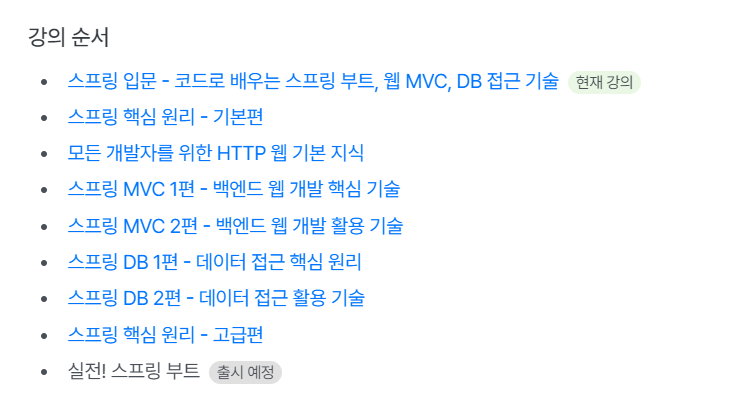 강의 순서
스프링 입문 - 코드로 배우는 스프링 부트, 웹 MVC, DB 접근 기술 현재 강의
스프링 핵심 원리 - 기본편
모든 개발자를 위한 HTTP 웹 기본 지식
스프링 MVC 1편 - 백엔드 웹 개발 핵심 기술
스프링 MVC 2편 - 백엔드 웹 개발 활용 기술
스프링 DB 1편 - 데이터 접근 핵심 원리
스프링 DB 2편 - 데이터 접근 활용 기술
스프링 핵심 원리 - 고급편
실전! 스프링 부트 출시 예정